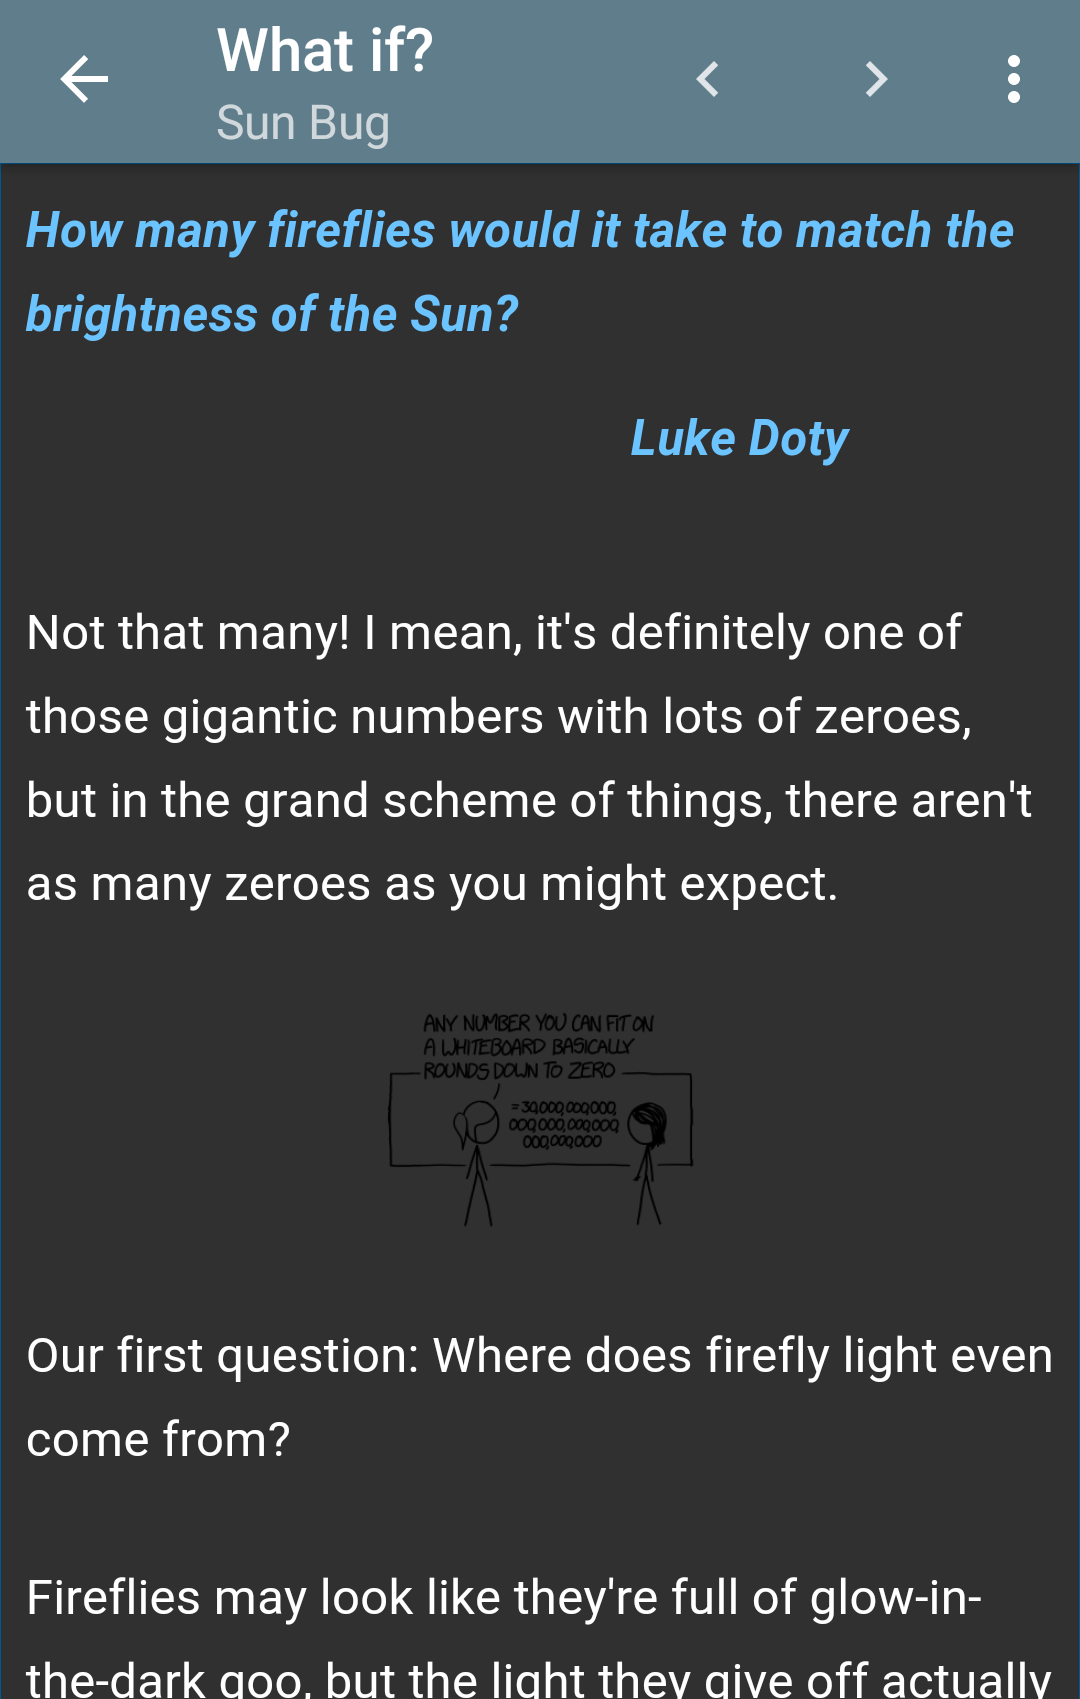 What if?
Sun Bug
How many fireflies would it take to match the
brightness of the Sun?
Luke Doty
Not that many! I mean, it's definitely one of
those gigantic numbers with lots of zeroes,
but in the grand scheme of things, there aren't
as many zeroes as you might expect.
ANY NUMBER YOU CAN FIT ON
A WHITEBOARD BASICALLY
ROUNDS DOWN TO ZERO
=30,000,000,000,
000,000,000,000,
000,000,000
Our first question: Where does firefly light even
come from?
Fireflies may look like they're full of glow-in-
the-dark goo, but the light they give off actually